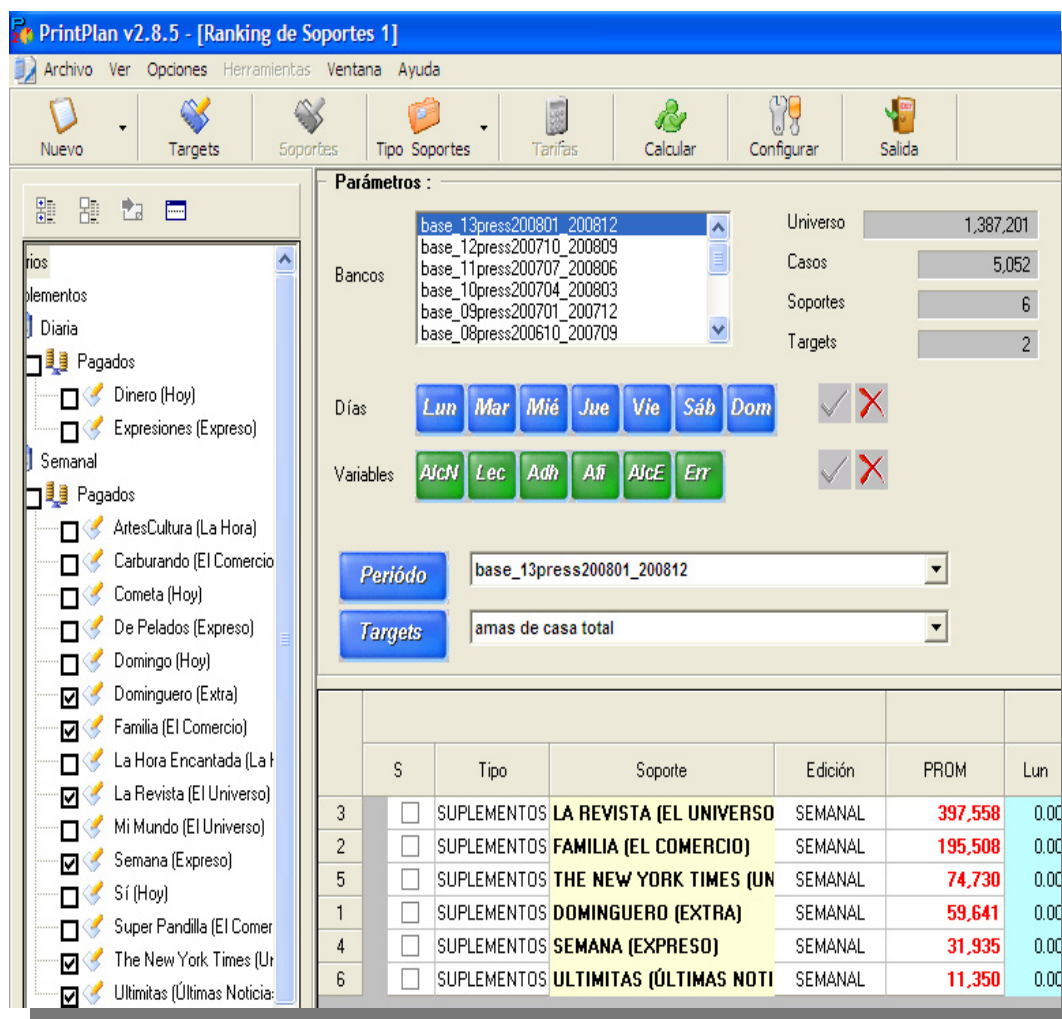 PrintPlan v2.8.5 - [Ranking de Soportes 1]
Archivo Ver Opciones Herramientas Ventana Ayuda
Nuevo Targets Soportes Tipo Soportes Tarifas Calcular Configurar Salida
rios
lementos
Diaria
Pagados
Dinero (Hoy)
Expresiones (Expreso)
Semanal
Pagados
ArtesCultura (La Hora)
Carburando (El Comercio
Cometa (Hoy)
De Pelados (Expreso)
Domingo (Hoy)
Dominguero (Extra)
Familia (El Comercio)
La Hora Encantada (La H
La Revista (El Universo)
Mi Mundo (El Universo)
Semana (Expreso)
Sí (Hoy)
Super Pandilla (El Comer
The New York Times (Un
Ultimitas (Últimas Noticia:
Parámetros :
Bancos
base_13press200801_200812
base_12press200710_200809
base_11press200707_200806
base_10press200704_200803
base_09press200701_200712
base_08press200610_200709
Universo 1,387,201
Casos 5,052
Soportes 6
Targets 2
Días Lun Mar Mié Jue Vie Sáb Dom
Variables AlcN Lec Adh Afi AlcE Err
Periódo base_13press200801_200812
Targets amas de casa total
S Tipo Soporte Edición PROM Lun
3 SUPLEMENTOS LA REVISTA (EL UNIVERSO SEMANAL 397,558 0.00
2 SUPLEMENTOS FAMILIA (EL COMERCIO) SEMANAL 195,508 0.00
5 SUPLEMENTOS THE NEW YORK TIMES (UN SEMANAL 74,730 0.00
1 SUPLEMENTOS DOMINGUERO (EXTRA) SEMANAL 59,641 0.00
4 SUPLEMENTOS SEMANA (EXPRESO) SEMANAL 31,935 0.00
6 SUPLEMENTOS ULTIMITAS (ÚLTIMAS NOTI SEMANAL 11,350 0.00